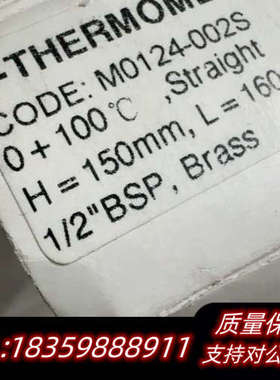 -THERMOME
CODE: M0124-002S
0 + 100℃ ,Straight
H = 150mm, L = 160
1/2"BSP, Brass
质量保
:18359888911
支持对公